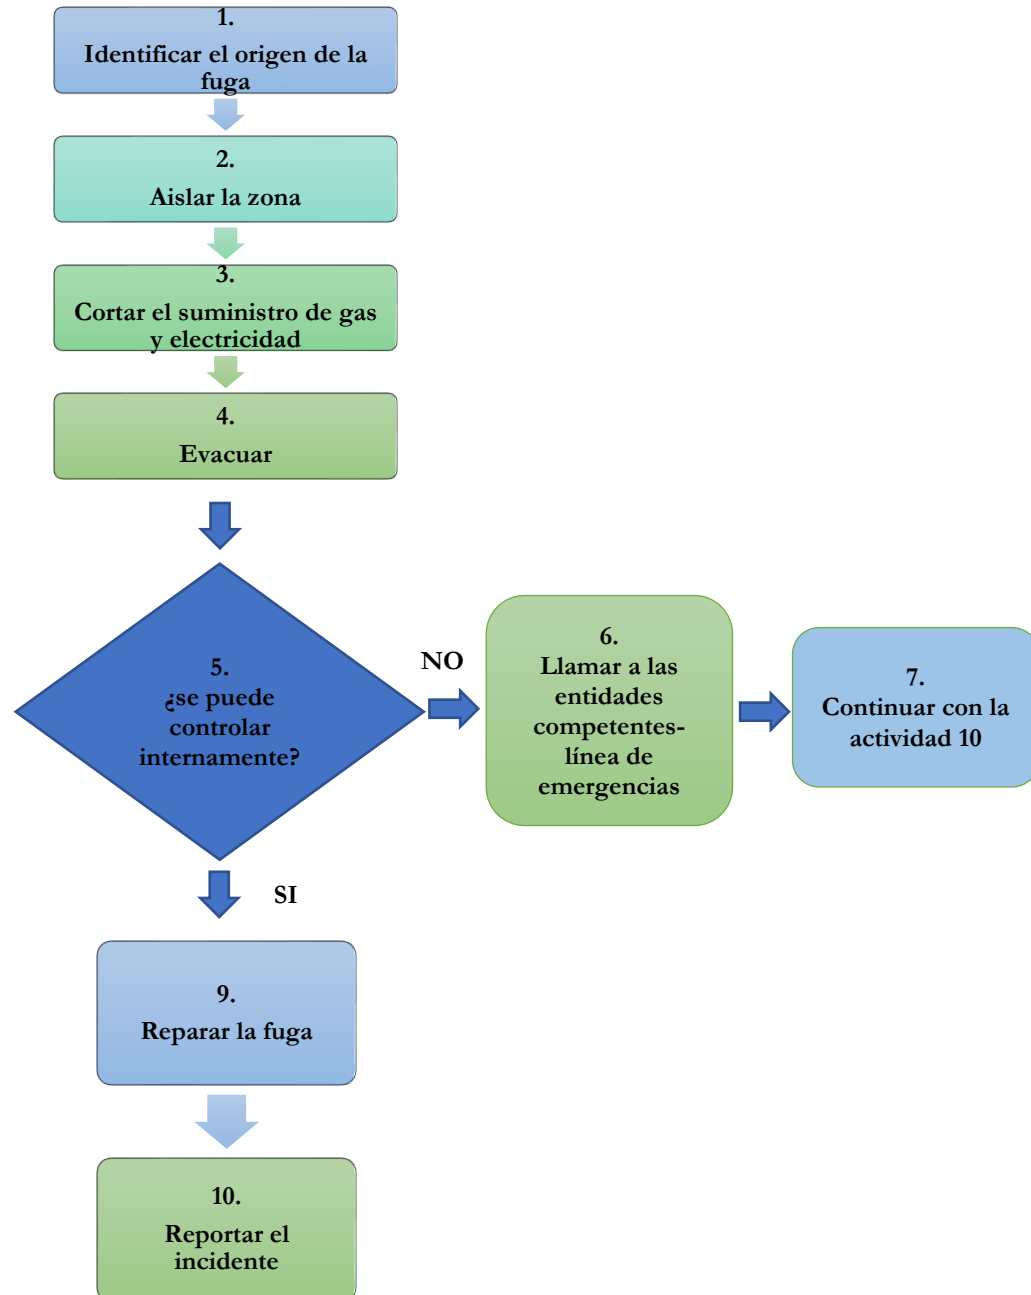 1.
Identificar el origen de la
fuga
2.
Aislar la zona
3.
Cortar el suministro de gas
y electricidad
4.
Evacuar
5.
¿se puede
controlar
internamente?
NO
6.
Llamar a las
entidades
competentes-
línea de
emergencias
7.
Continuar con la
actividad 10
SI
9.
Reparar la fuga
10.
Reportar el
incidente